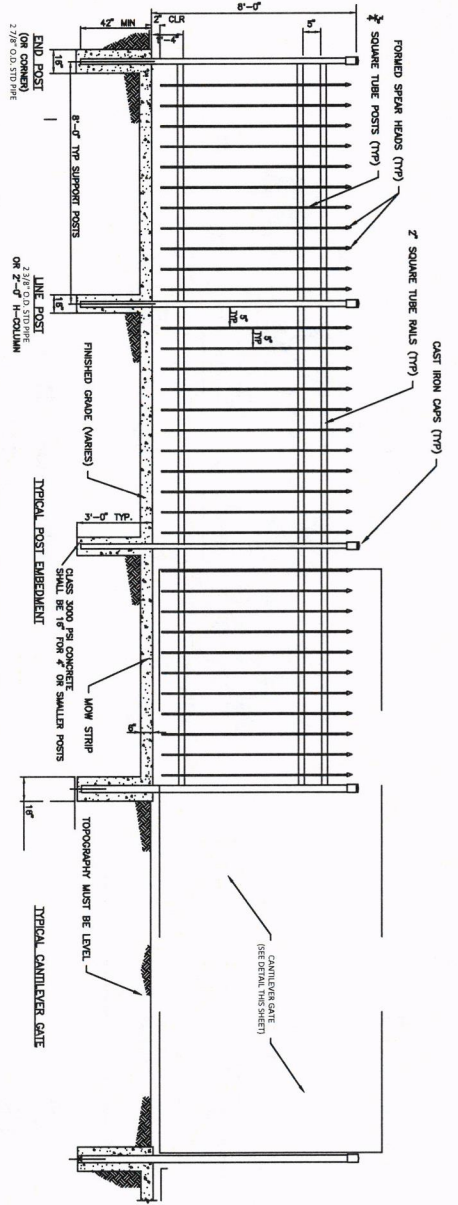 FORMED SPEAR HEADS (TYP)
3/4"
SQUARE TUBE POSTS (TYP)
2" SQUARE TUBE RAILS (TYP)
CAST IRON CAPS (TYP)
8'-0"
5"
2" CLR
42" MIN
16"
8'-0" TYP SUPPORT POSTS
END POST
(OR CORNER)
2 7/8" O.D. STD PIPE
16"
LINE POST
2 3/8" O.D. STD PIPE
OR 2'-0" H-COLUMN
TYP
TYP
FINISHED GRADE (VARIES)
3'-0" TYP.
TYPICAL POST EMBEDMENT
CLASS 3000 PSI CONCRETE
SHALL BE 16" FOR 4" OR SMALLER POSTS
MOW STRIP
6"
16"
TOPOGRAPHY MUST BE LEVEL
CANTILEVER GATE
(SEE DETAIL THIS SHEET)
TYPICAL CANTILEVER GATE